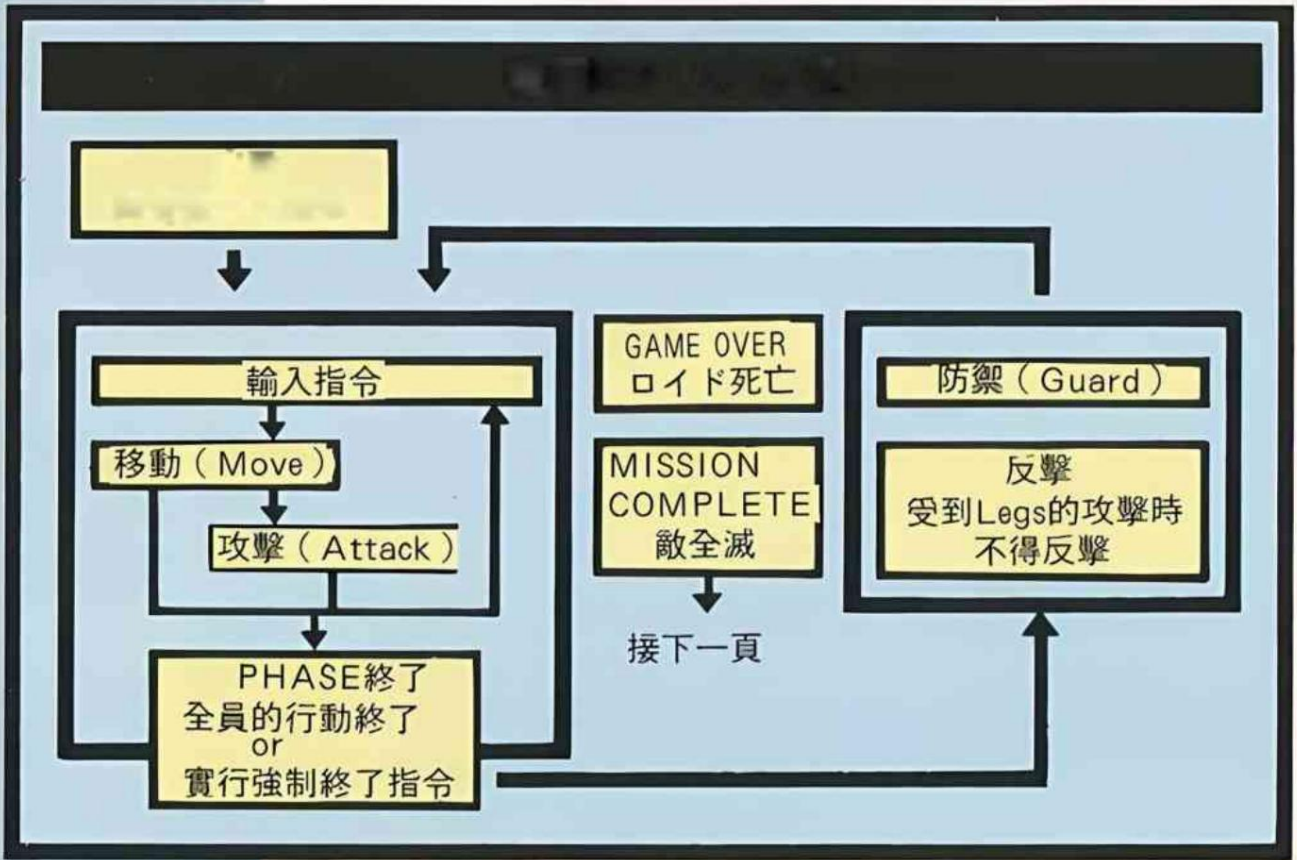 輸入指令
移動（Move）
攻擊（Attack）
PHASE終了
全員的行動終了
or
實行強制終了指令
GAME OVER
ロイド死亡
MISSION
COMPLETE
敵全滅
接下一頁
防禦（Guard）
反擊
受到Legs的攻擊時
不得反擊